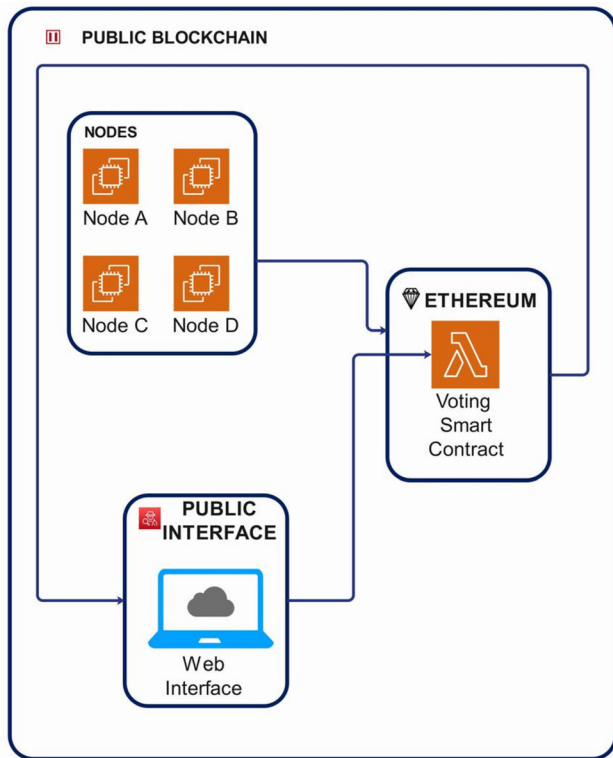 PUBLIC BLOCKCHAIN
NODES
Node A
Node B
Node C
Node D
ETHEREUM
Voting
Smart
Contract
PUBLIC
INTERFACE
Web
Interface